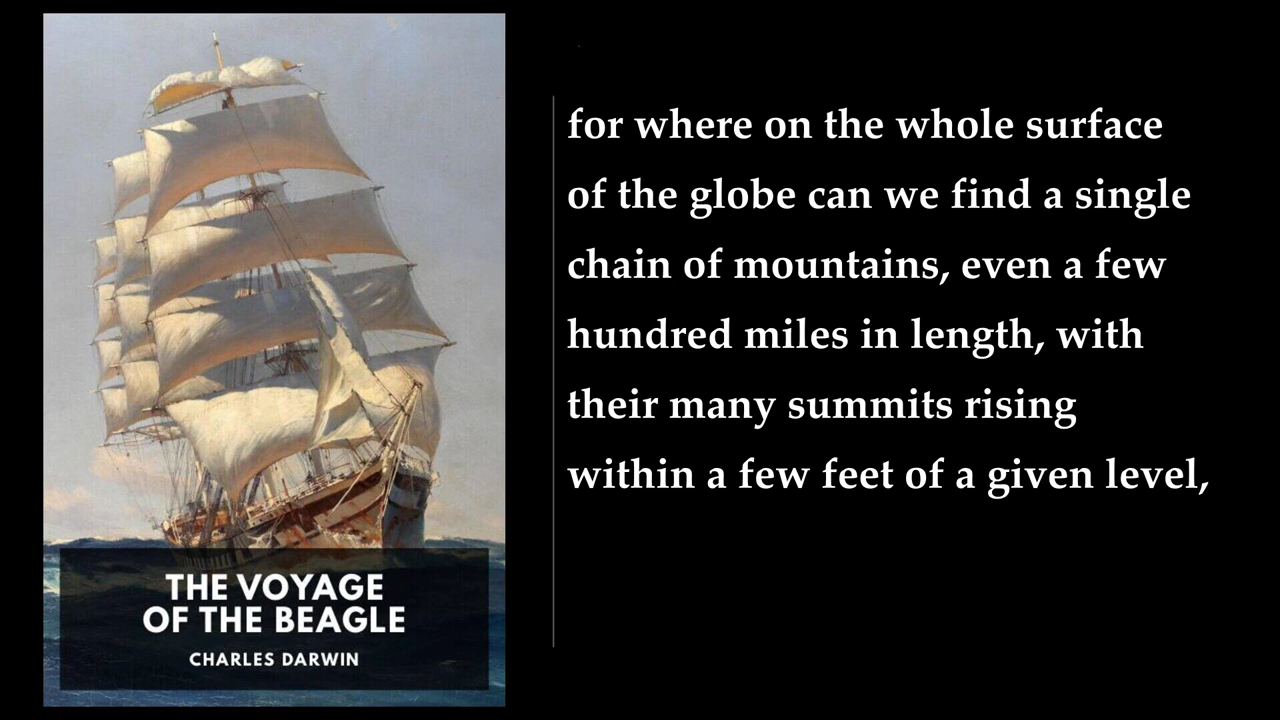 THE VOYAGE
OF THE BEAGLE
CHARLES DARWIN
for where on the whole surface
of the globe can we find a single
chain of mountains, even a few
hundred miles in length, with
their many summits rising
within a few feet of a given level,